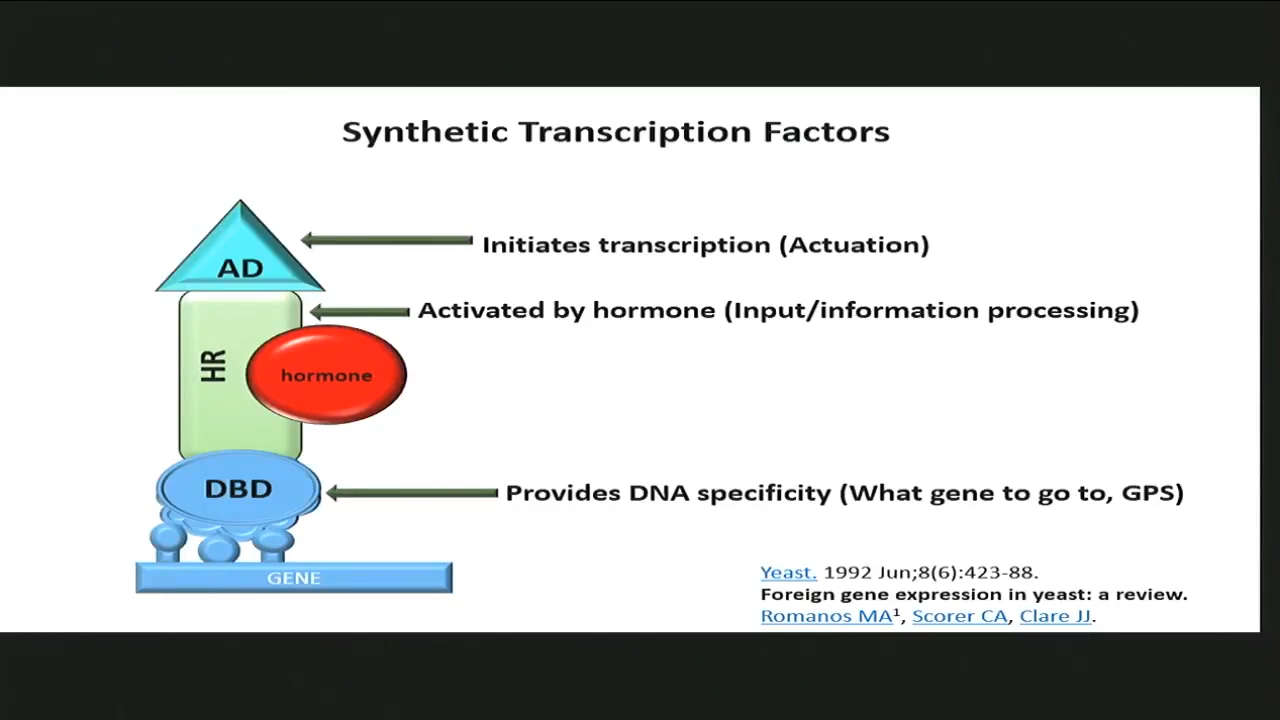 Synthetic Transcription Factors
AD
Initiates transcription (Actuation)
Activated by hormone (Input/information processing)
HR
hormone
DBD
Provides DNA specificity (What gene to go to, GPS)
GENE
Yeast. 1992 Jun;8(6):423-88.
Foreign gene expression in yeast: a review.
Romanos MA¹, Scorer CA, Clare JJ.